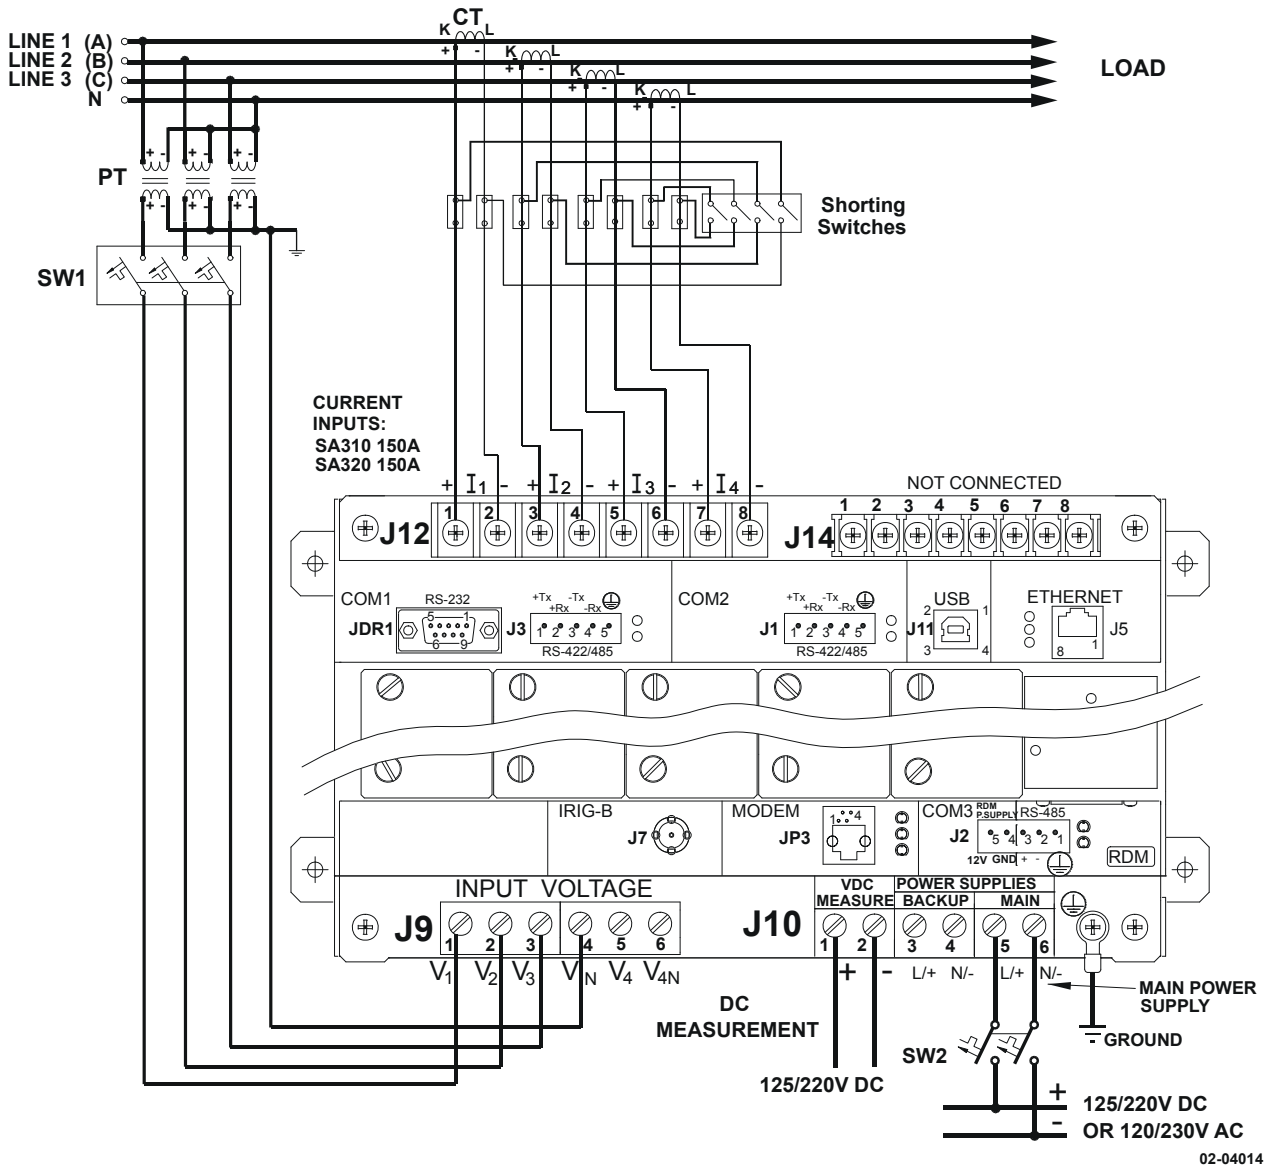 CT
K L
+ -
LINE 1 (A)
LINE 2 (B)
LINE 3 (C)
N
K L
+ -
K L
+ -
K L
+ -
LOAD
PT
+ - + - + -
+ - + - + -
Shorting
Switches
SW1
CURRENT
INPUTS:
SA310 150A
SA320 150A
+ I1 - + I2 - + I3 - + I4 -
J12
1 2 3 4 5 6 7 8
NOT CONNECTED
J14
1 2 3 4 5 6 7 8
COM1
RS-232
JDR1
5 1
6 9
J3
+Tx -Tx
+Rx -Rx
1 2 3 4 5
RS-422/485
COM2
J1
+Tx -Tx
+Rx -Rx
1 2 3 4 5
RS-422/485
USB
J11
2 1
3 4
ETHERNET
J5
8 1
IRIG-B
J7
MODEM
JP3
1 4
COM3
RDM
P.SUPPLY
RS-485
J2
5 4 3 2 1
12V GND + -
RDM
INPUT VOLTAGE
J9
1 2 3 4 5 6
V1 V2 V3 VN V4 V4N
J10
VDC
MEASURE
POWER SUPPLIES
BACKUP MAIN
1 2 3 4 5 6
+ - L/+ N/- L/+ N/-
DC
MEASUREMENT
125/220V DC
MAIN POWER
SUPPLY
GROUND
SW2
+
-
125/220V DC
OR 120/230V AC
02-04014